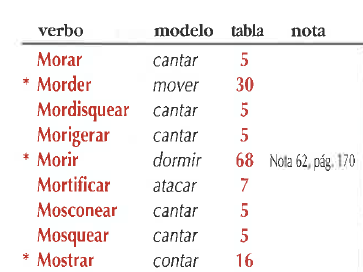 verbo modelo tabla nota
Morar cantar 5
* Morder mover 30
Mordisquear cantar 5
Morigerar cantar 5
* Morir dormir 68 Nota 62, pág. 170
Mortificar atacar 7
Mosconear cantar 5
Mosquear cantar 5
* Mostrar contar 16